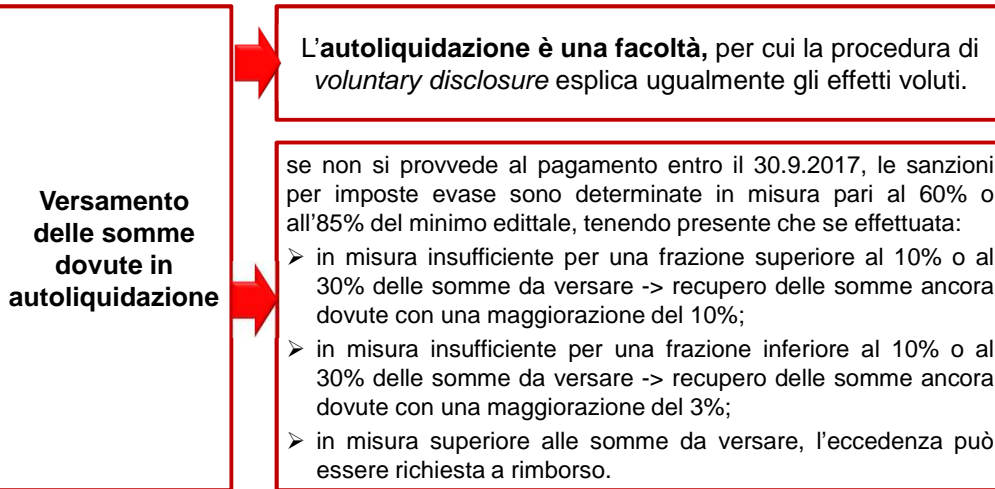 Versamento
delle somme
dovute in
autoliquidazione
L'autoliquidazione è una facoltà, per cui la procedura di
voluntary disclosure esplica ugualmente gli effetti voluti.
se non si provvede al pagamento entro il 30.9.2017, le sanzioni
per imposte evase sono determinate in misura pari al 60% o
all'85% del minimo edittale, tenendo presente che se effettuata:
➢ in misura insufficiente per una frazione superiore al 10% o al
30% delle somme da versare -> recupero delle somme ancora
dovute con una maggiorazione del 10%;
➢ in misura insufficiente per una frazione inferiore al 10% o al
30% delle somme da versare -> recupero delle somme ancora
dovute con una maggiorazione del 3%;
➢ in misura superiore alle somme da versare, l'eccedenza può
essere richiesta a rimborso.